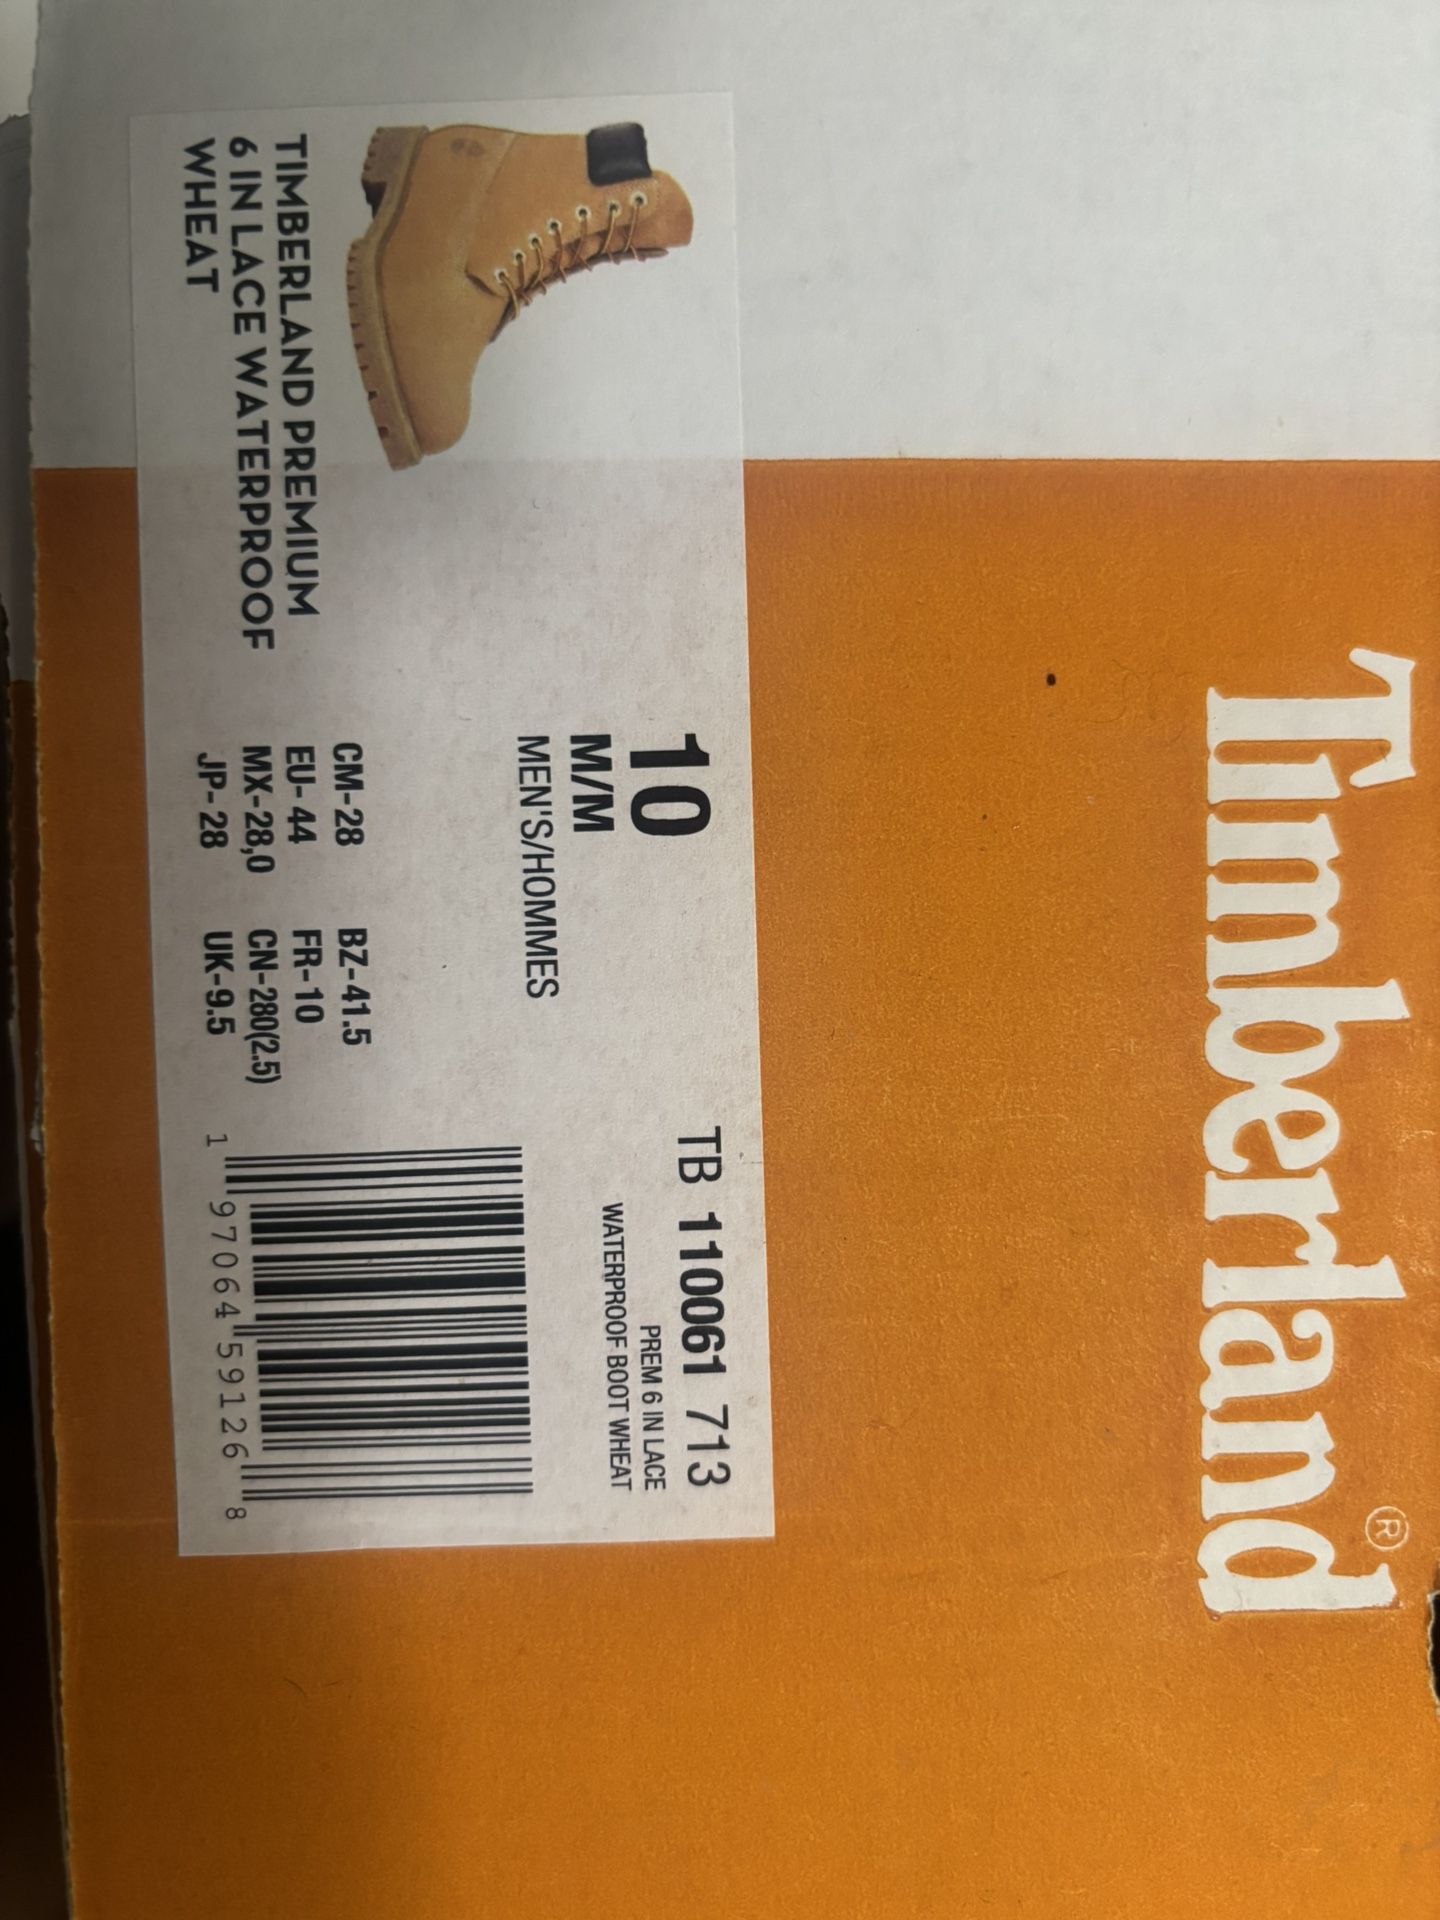 Timberland®
10
M/M
MEN'S/HOMMES
TB 110061 713
PREM 6 IN LACE
WATERPROOF BOOT WHEAT
TIMBERLAND PREMIUM
6 IN LACE WATERPROOF
WHEAT
CM-28 BZ-41.5
EU-44 FR-10
MX-28,0 CN-280(2.5)
JP-28 UK-9.5
1 97064 59126 8